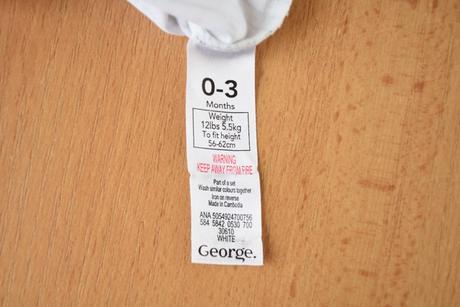 0-3
Months
Weight
12lbs 5.5kg
To fit height
56-62cm
WARNING
KEEP AWAY FROM FIRE
Part of a set
Wash similar colours together
Iron on reverse
Made in Cambodia
ANA 5054924700756
584 5842 0530 700
30610
WHITE
George.